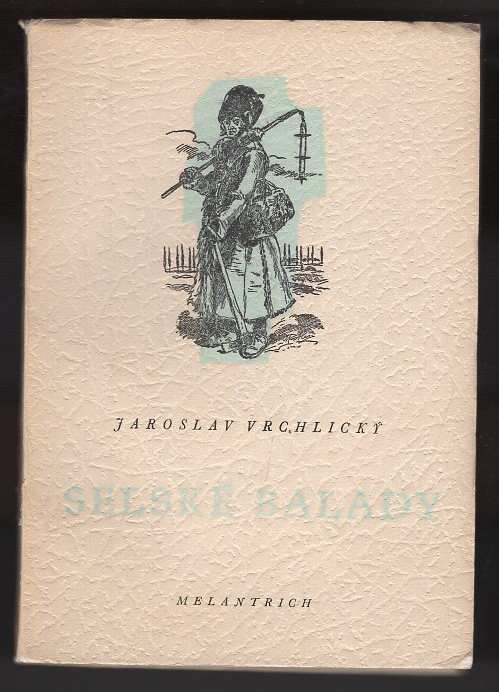 JAROSLAV VRCHLICKÝ
SELSKÉ BALADY
MELANTRICH